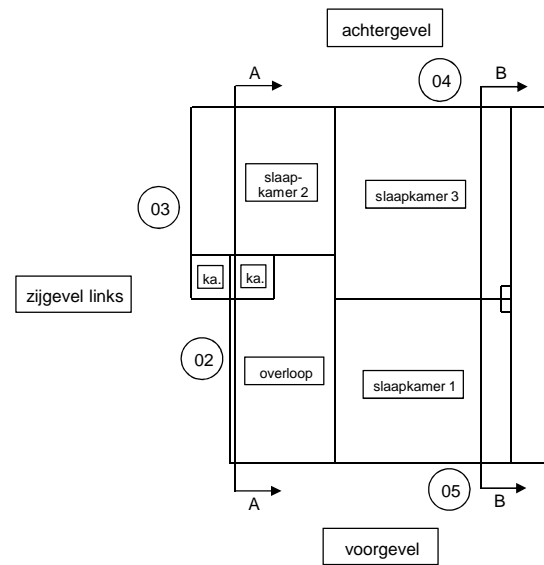 achtergevel
A
04
B
slaap-
kamer 2
slaapkamer 3
03
ka.
ka.
zijgevel links
02
overloop
slaapkamer 1
A
05
B
voorgevel